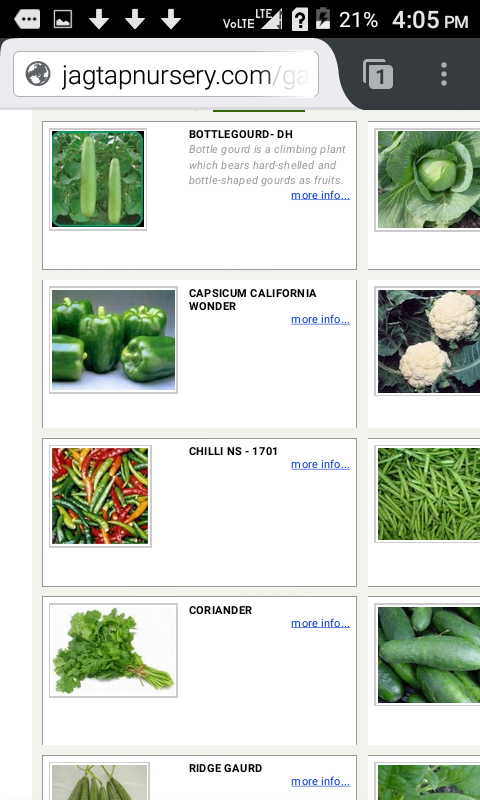 VoLTE LTE 21% 4:05 PM
jagtapnursery.com/ga
1
BOTTLEGOURD- DH
Bottle gourd is a climbing plant
which bears hard-shelled and
bottle-shaped gourds as fruits.
more info...
CAPSICUM CALIFORNIA
WONDER
more info...
CHILLI NS - 1701
more info...
CORIANDER
more info...
RIDGE GAURD
more info...